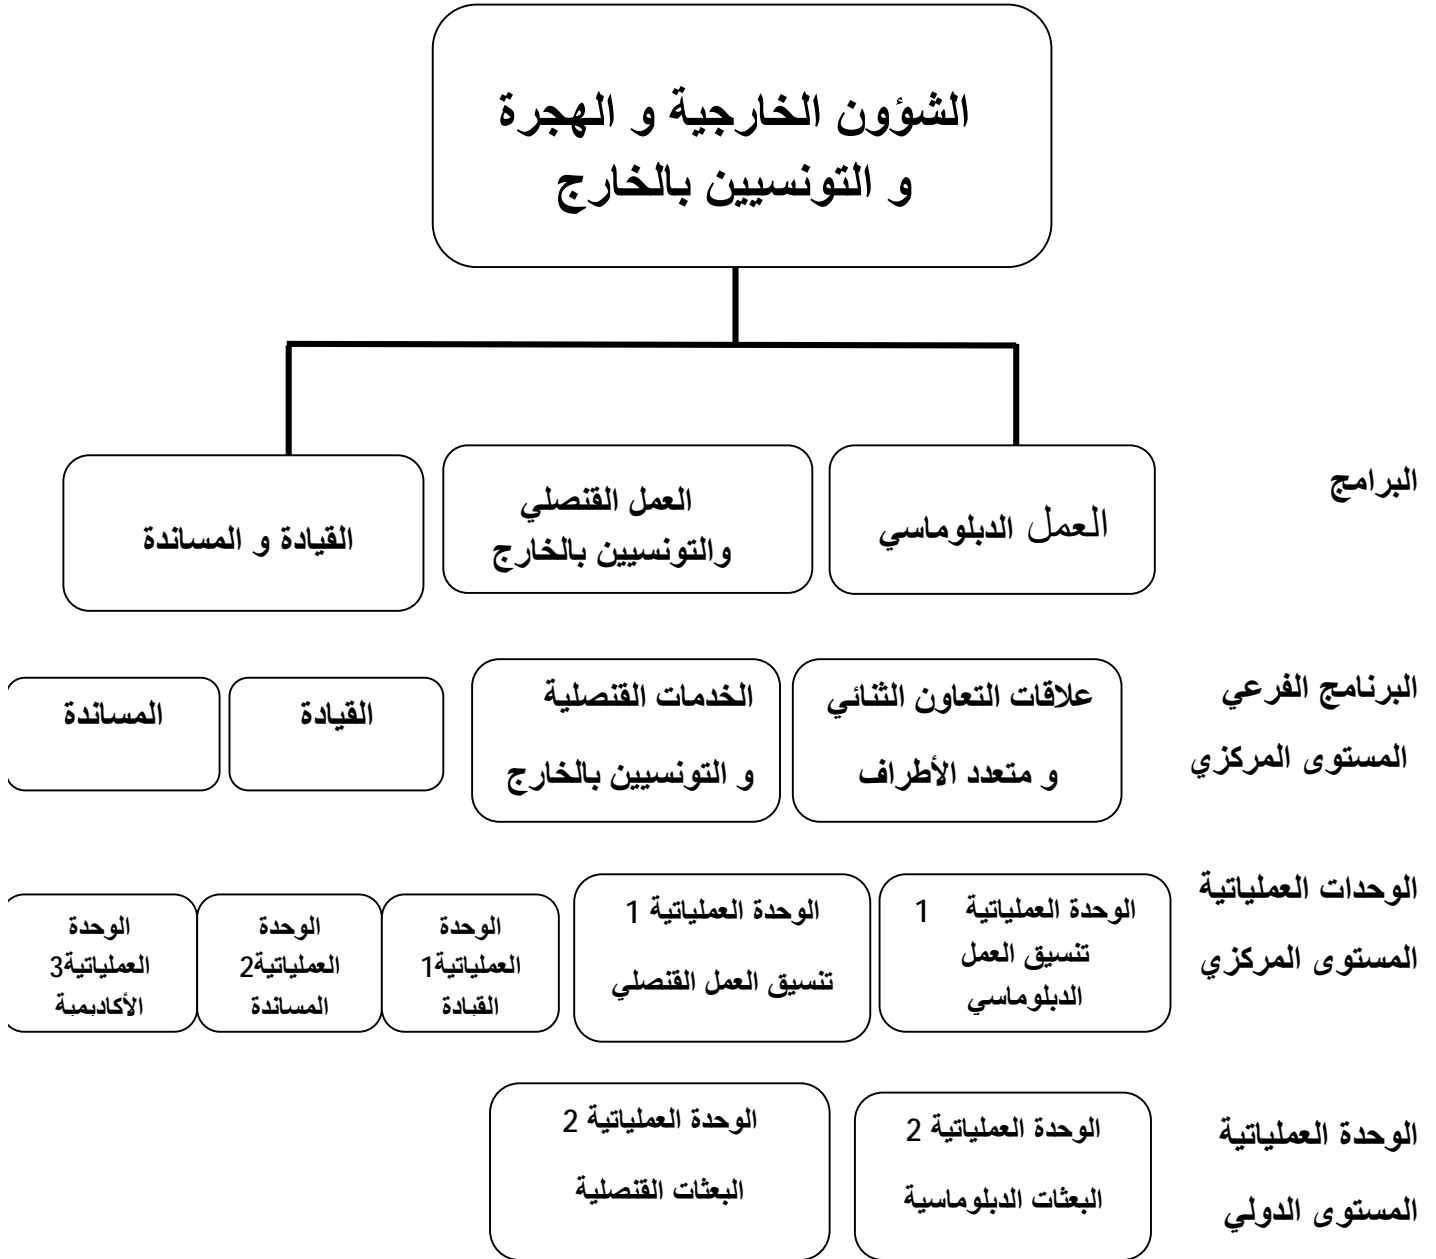 الشؤون الخارجية و الهجرة
و التونسيين بالخارج
البرامج
العمل الدبلوماسي
العمل القنصلي
والتونسيين بالخارج
القيادة و المساندة
البرنامج الفرعي
المستوى المركزي
علاقات التعاون الثنائي
و متعدد الأطراف
الخدمات القنصلية
و التونسيين بالخارج
القيادة
المساندة
الوحدات العملياتية
المستوى المركزي
الوحدة العملياتية 1
تنسيق العمل
الدبلوماسي
الوحدة العملياتية 1
تنسيق العمل القنصلي
الوحدة
العملياتية1
القيادة
الوحدة
العملياتية2
المساندة
الوحدة
العملياتية3
الأكاديمية
الوحدة العملياتية
المستوى الدولي
الوحدة العملياتية 2
البعثات الدبلوماسية
الوحدة العملياتية 2
البعثات القنصلية